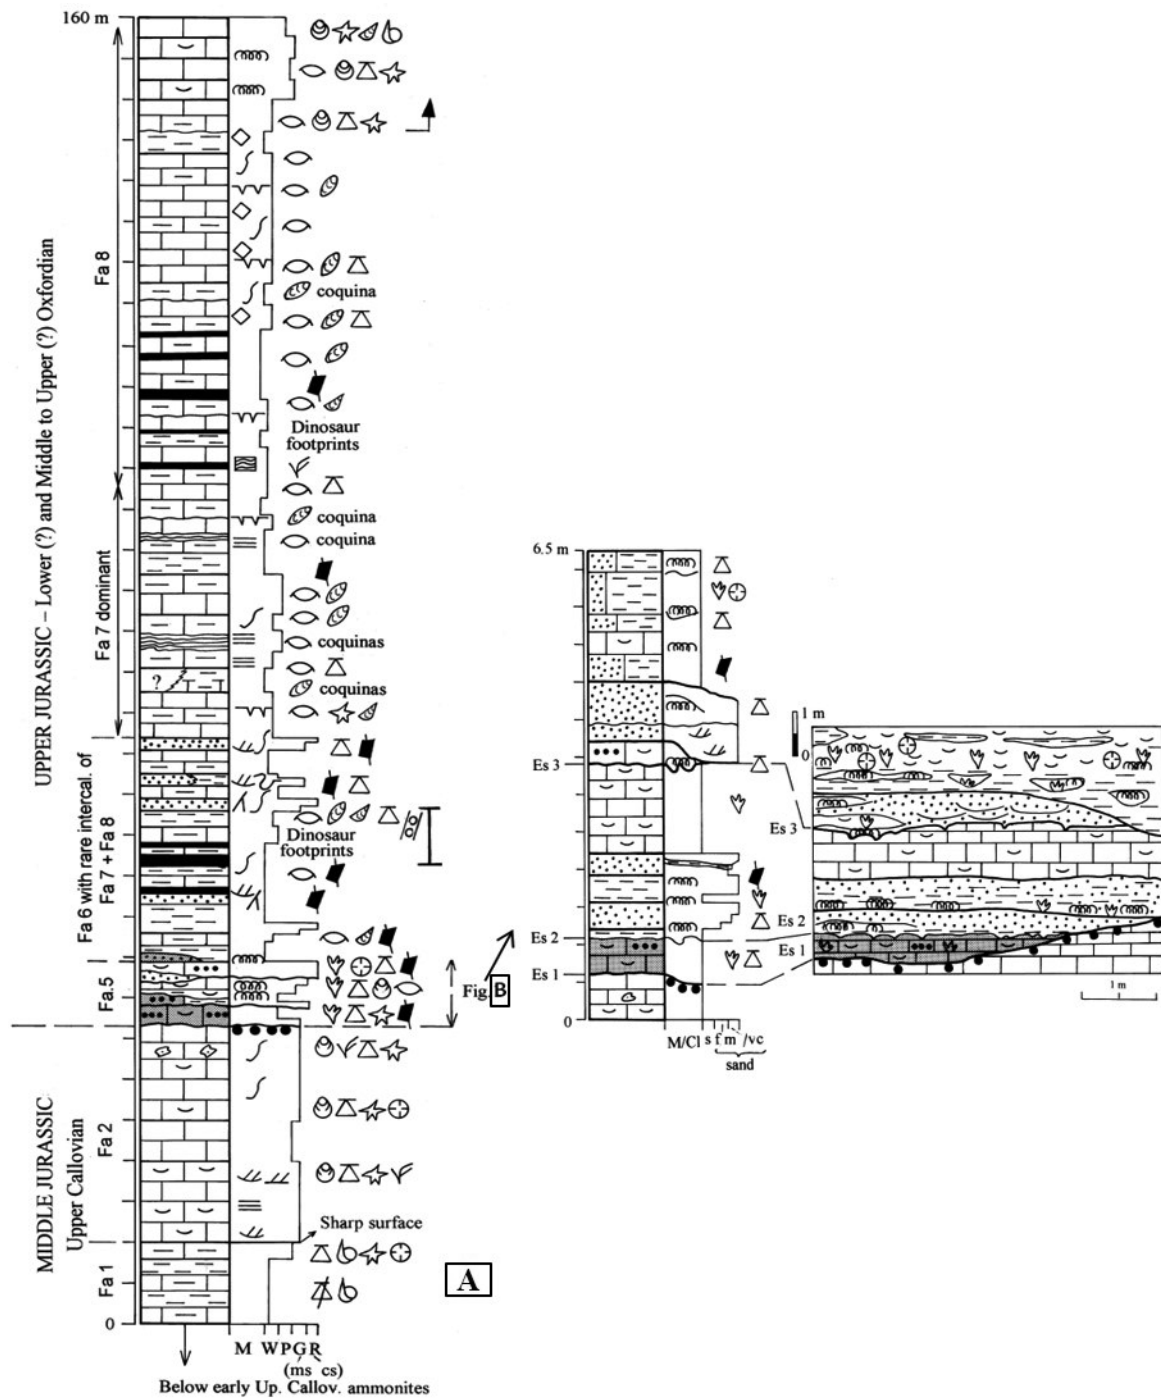 160 m
UPPER JURASSIC – Lower (?) and Middle to Upper (?) Oxfordian
Fa 8
coquina
Dinosaur
footprints
Fa 7 dominant
coquina
coquina
coquinas
?
coquinas
Fa 6 with rare intercal. of
Fa 7 + Fa 8
Dinosaur
footprints
Fa.5
Fig. B
MIDDLE JURASSIC
Upper Callovian
Fa 2
Sharp surface
Fa 1
A
0
M W P G R
(ms cs)
Below early Up. Callov. ammonites
6.5 m
Es 3
Es 2
Es 1
0
M/Cl s f m /vc
sand
1 m
0
Es 3
Es 2
Es 1
1 m